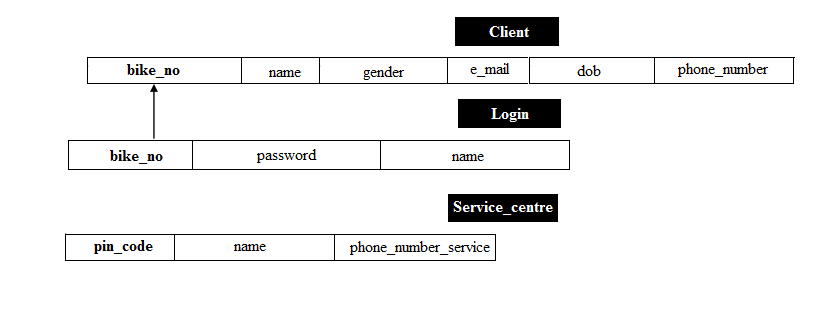 Client
bike_no name gender e_mail dob phone_number
Login
bike_no password name
Service_centre
pin_code name phone_number_service